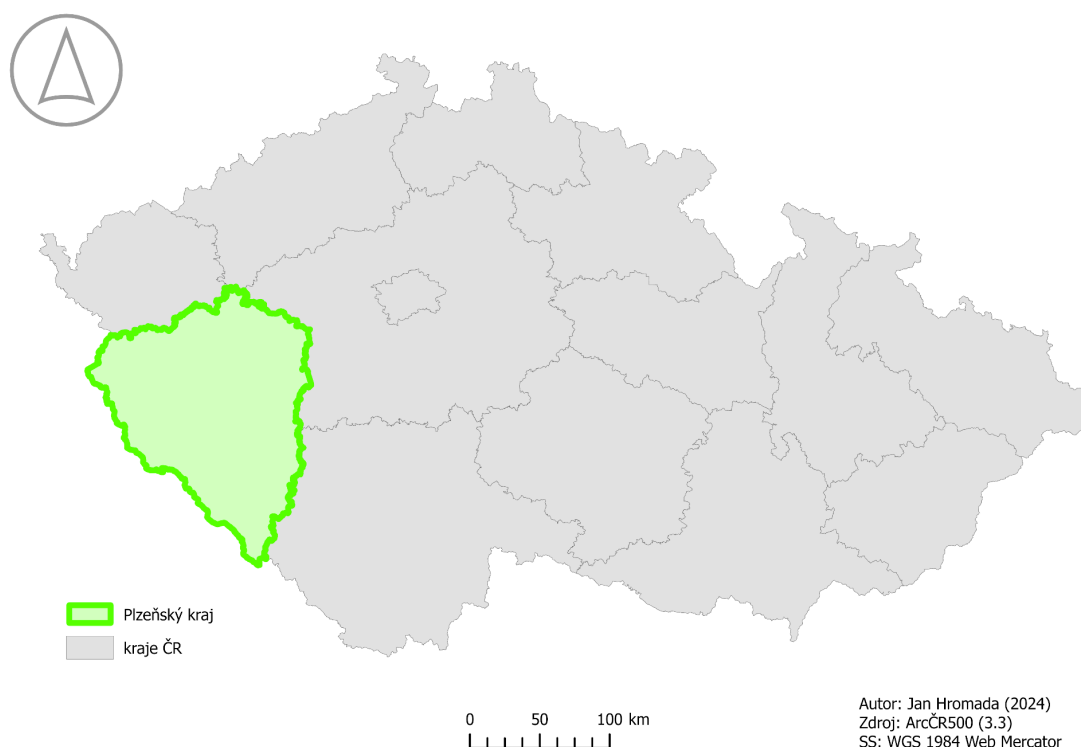 Plzeňský kraj
kraje ČR
0 50 100 km
Autor: Jan Hromada (2024)
Zdroj: ArcČR500 (3.3)
SS: WGS 1984 Web Mercator